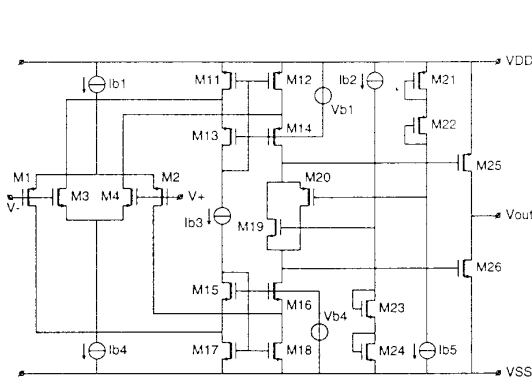 VDD
M11 M12 Ib2 M21
Ib1
Vb1
M13 M14 M22
M1 M2 M20 M25
M3 M4
V- V+
Ib3 M19 Vout
M26
M15 M16 M23
Vb4
Ib4 M17 M18 M24 Ib5
VSS